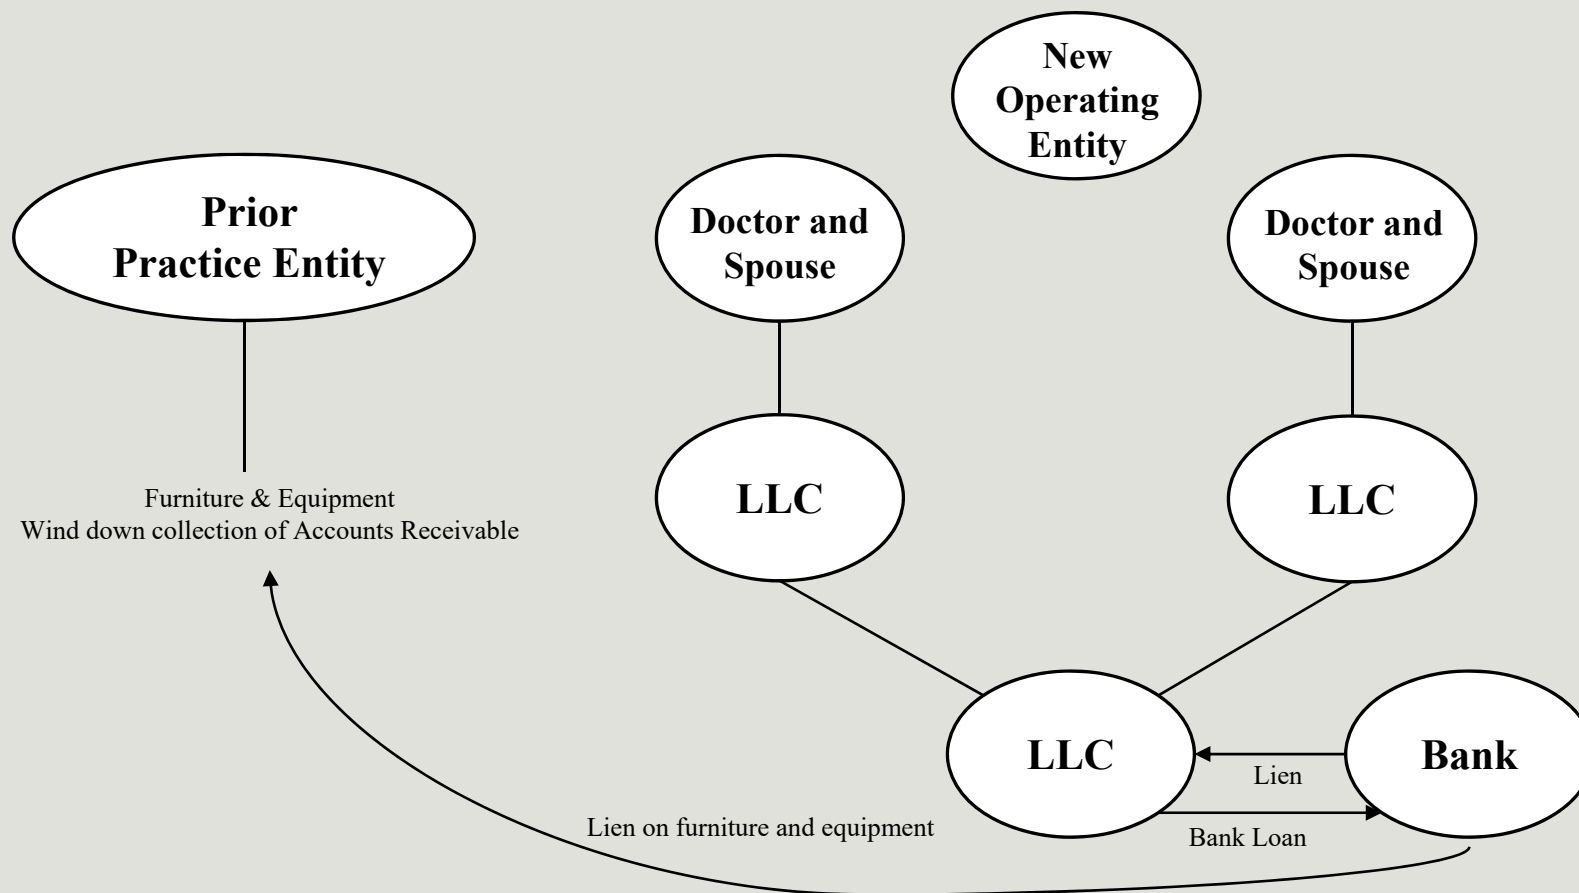 New
Operating
Entity
Prior
Practice Entity
Doctor and
Spouse
Doctor and
Spouse
Furniture & Equipment
Wind down collection of Accounts Receivable
LLC
LLC
LLC
Lien
Bank
Lien on furniture and equipment
Bank Loan